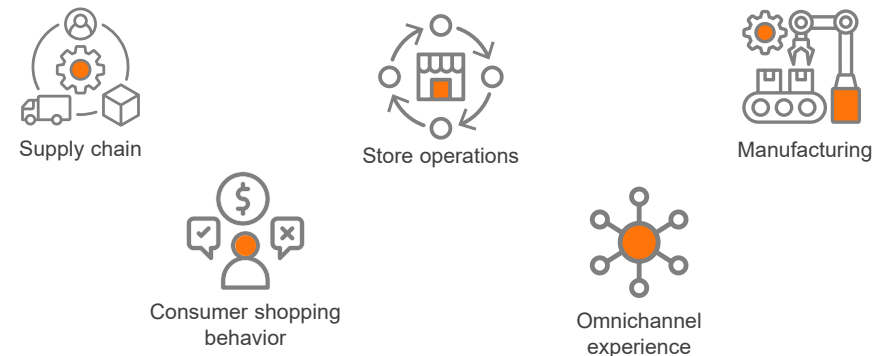 Supply chain
Store operations
Manufacturing
$
Consumer shopping
behavior
Omnichannel
experience